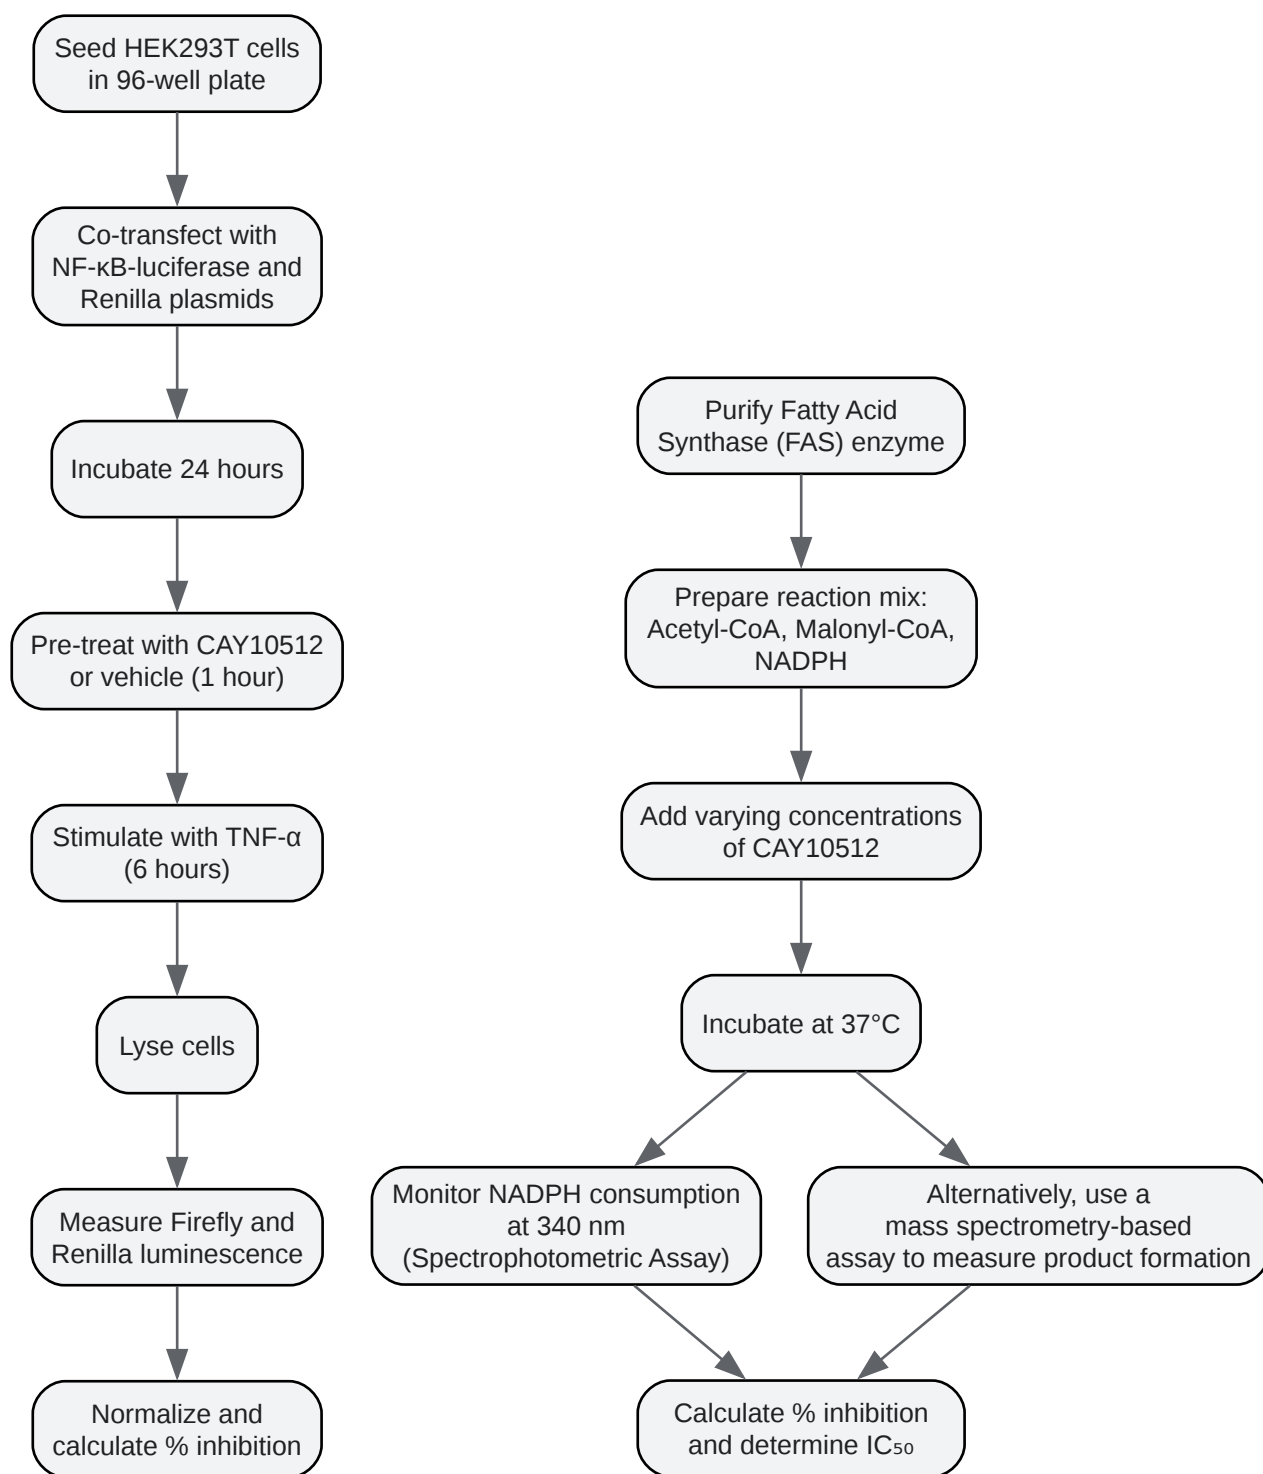 Seed HEK293T cells
in 96-well plate
Co-transfect with
NF-κB-luciferase and
Renilla plasmids
Incubate 24 hours
Pre-treat with CAY10512
or vehicle (1 hour)
Stimulate with TNF-α
(6 hours)
Lyse cells
Measure Firefly and
Renilla luminescence
Normalize and
calculate % inhibition
Purify Fatty Acid
Synthase (FAS) enzyme
Prepare reaction mix:
Acetyl-CoA, Malonyl-CoA,
NADPH
Add varying concentrations
of CAY10512
Incubate at 37°C
Monitor NADPH consumption
at 340 nm
(Spectrophotometric Assay)
Alternatively, use a
mass spectrometry-based
assay to measure product formation
Calculate % inhibition
and determine IC₅₀